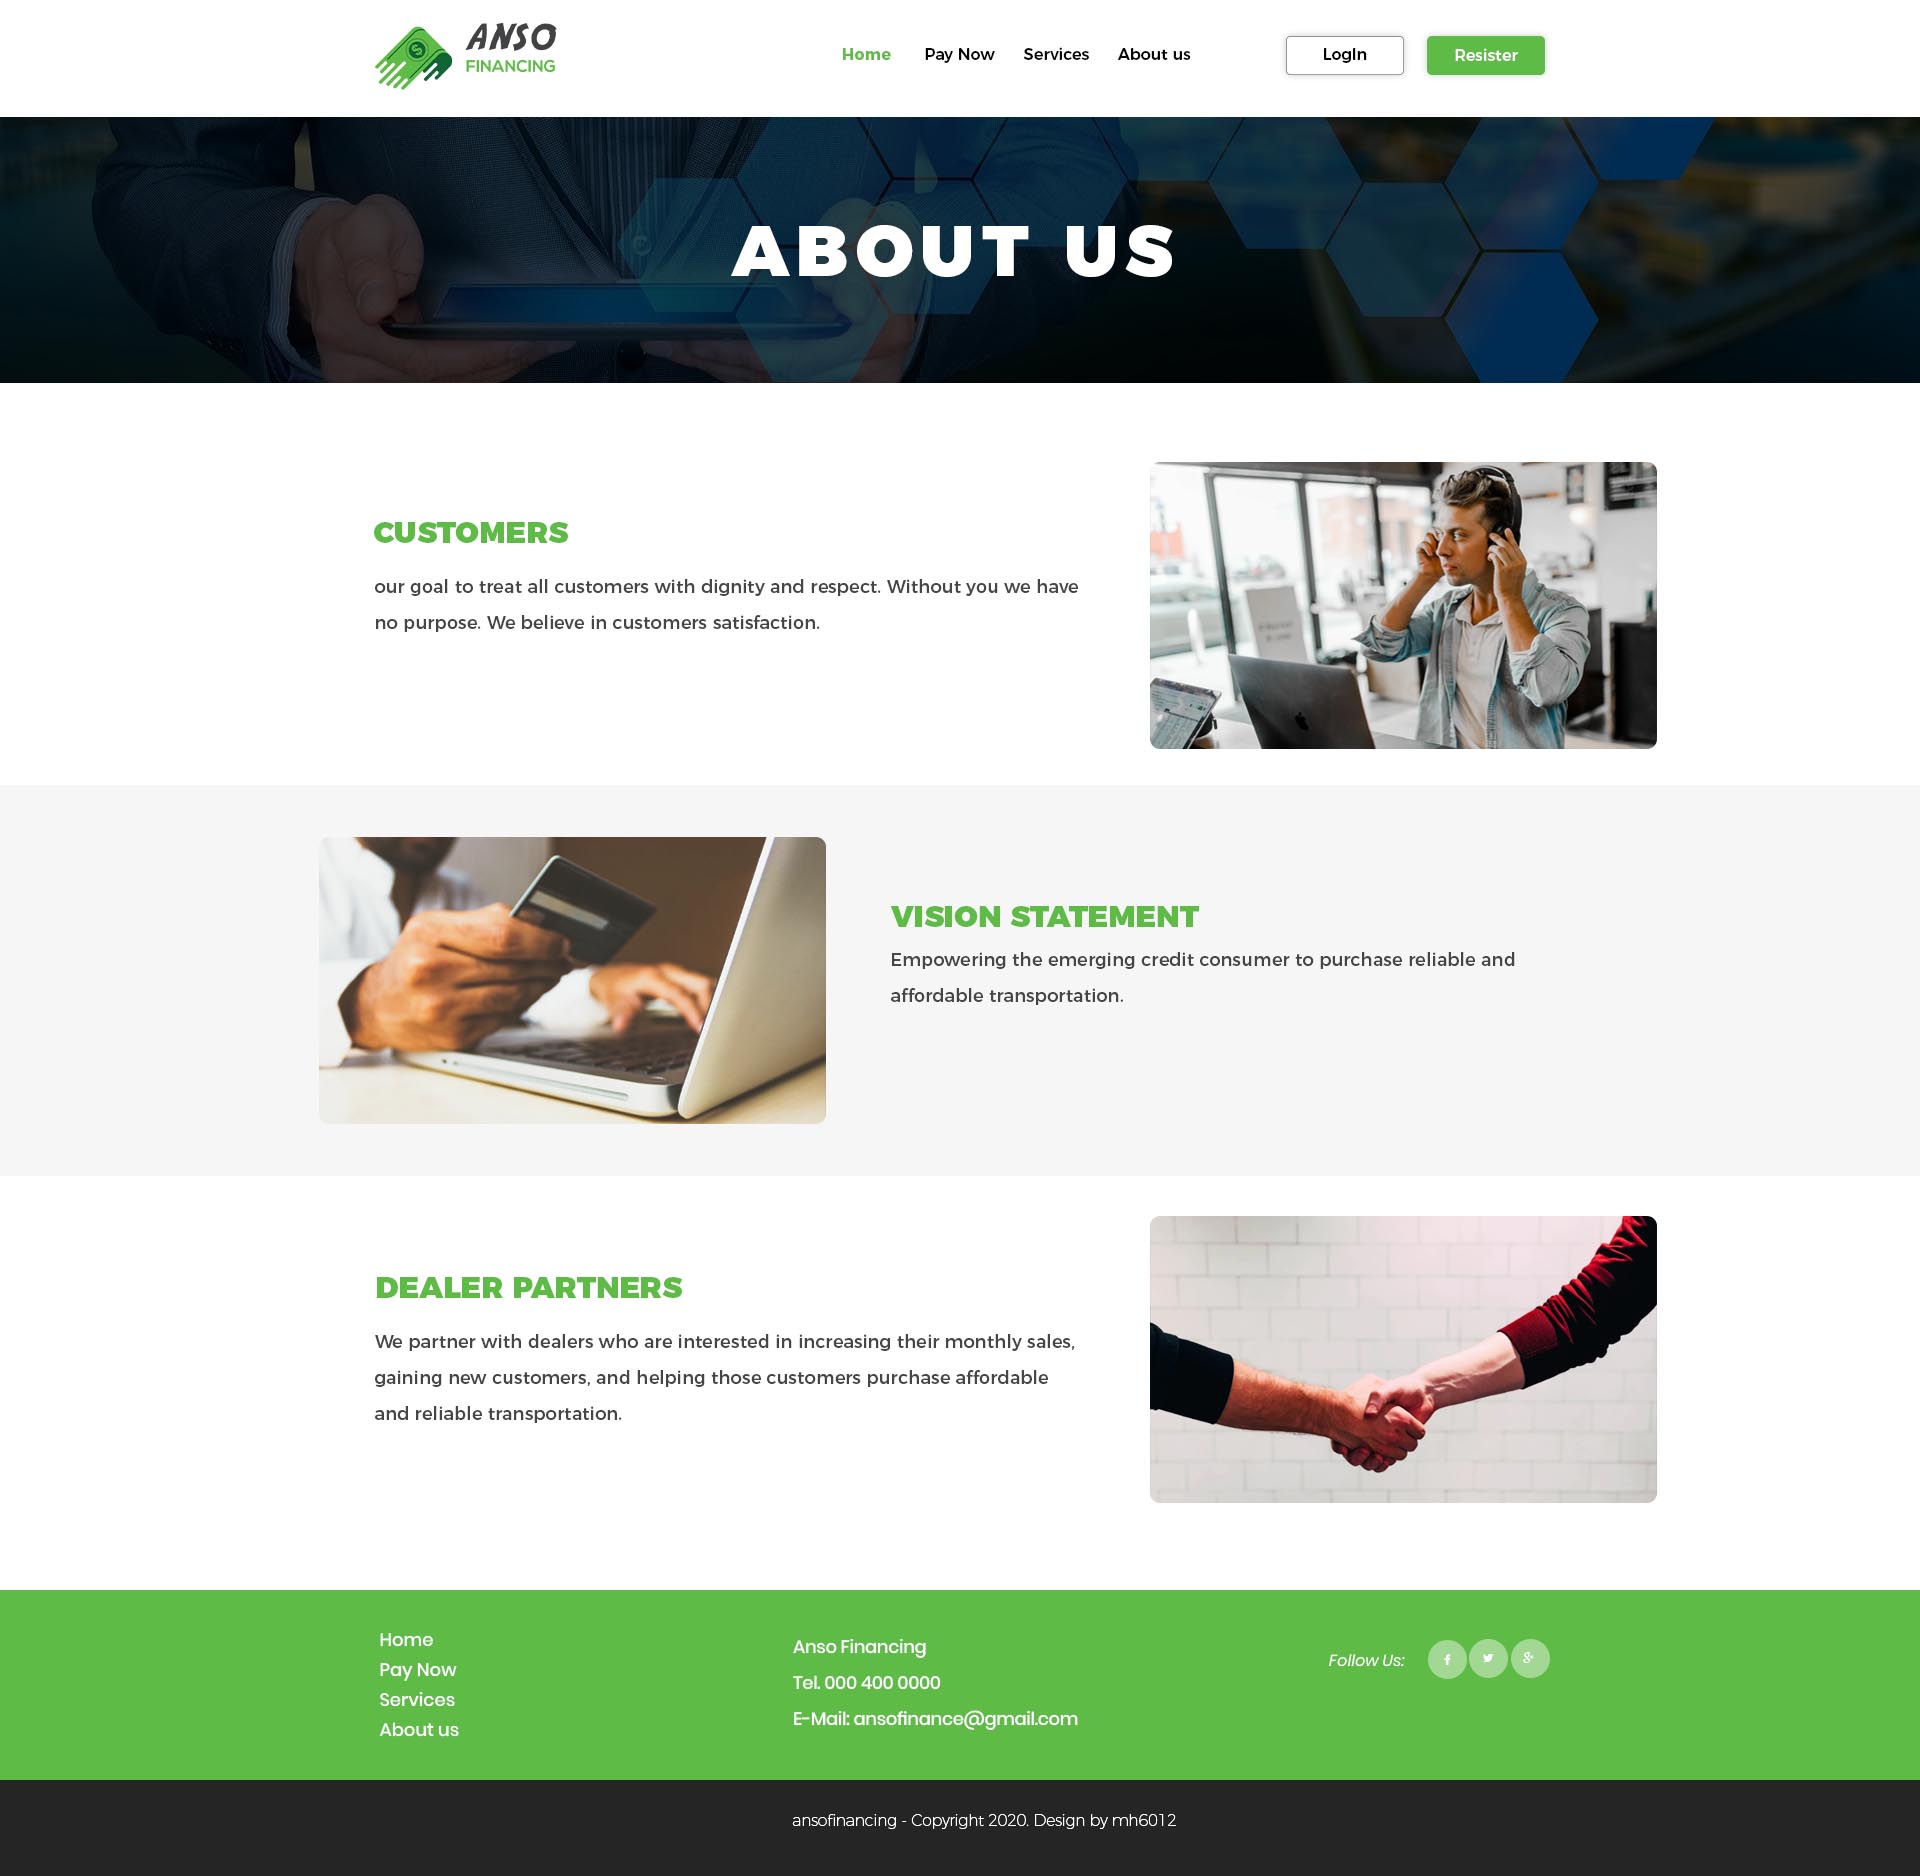 ANSO
FINANCING
Home Pay Now Services About us LogIn Resister
ABOUT US
CUSTOMERS
our goal to treat all customers with dignity and respect. Without you we have
no purpose. We believe in customers satisfaction.
VISION STATEMENT
Empowering the emerging credit consumer to purchase reliable and
affordable transportation.
DEALER PARTNERS
We partner with dealers who are interested in increasing their monthly sales,
gaining new customers, and helping those customers purchase affordable
and reliable transportation.
Home
Pay Now
Services
About us
Anso Financing
Tel. 000 400 0000
E-Mail: ansofinance@gmail.com
Follow Us:
ansofinancing - Copyright 2020. Design by mh6012